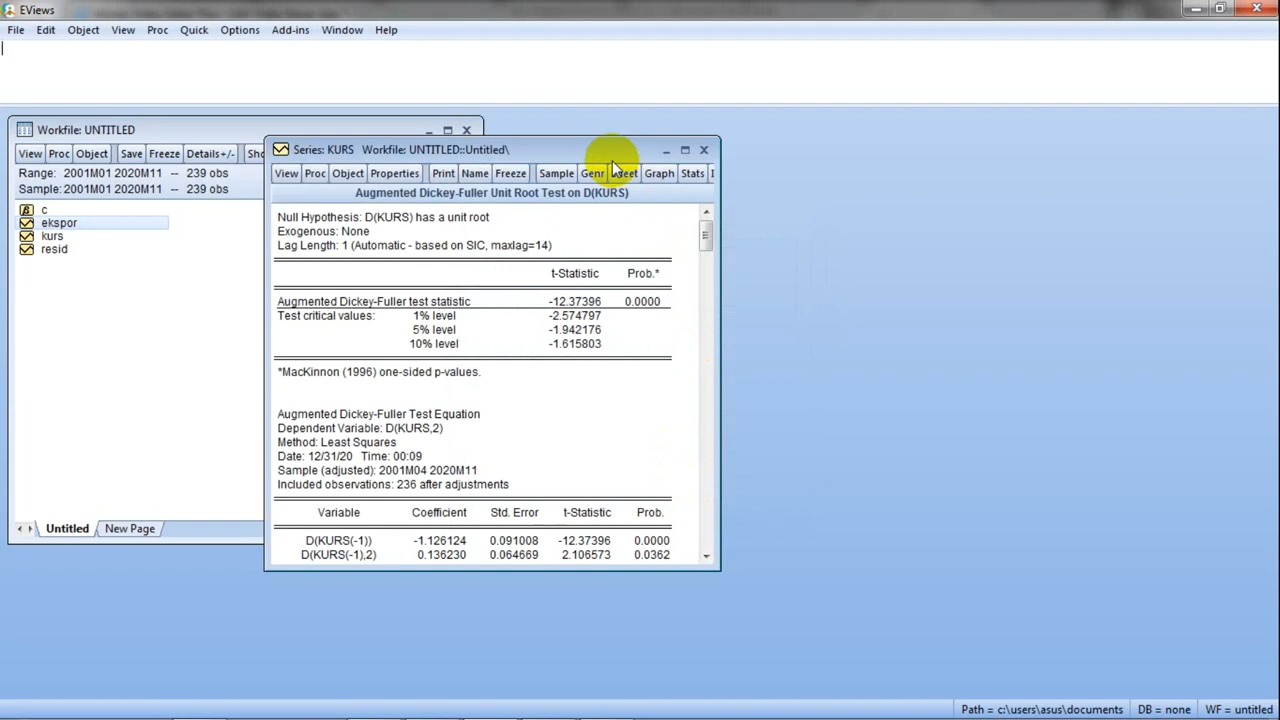 EViews
File Edit Object View Proc Quick Options Add-ins Window Help
Workfile: UNTITLED
View Proc Object Save Freeze Details+/-
Range: 2001M01 2020M11 -- 239 obs
Sample: 2001M01 2020M11 -- 239 obs
c
ekspor
kurs
resid
Untitled New Page
Series: KURS Workfile: UNTITLED::Untitled\
View Proc Object Properties Print Name Freeze Sample Genr Sheet Graph Stats
Augmented Dickey-Fuller Unit Root Test on D(KURS)
Null Hypothesis: D(KURS) has a unit root
Exogenous: None
Lag Length: 1 (Automatic - based on SIC, maxlag=14)
t-Statistic Prob.*
Augmented Dickey-Fuller test statistic -12.37396 0.0000
Test critical values: 1% level -2.574797
5% level -1.942176
10% level -1.615803
*MacKinnon (1996) one-sided p-values.
Augmented Dickey-Fuller Test Equation
Dependent Variable: D(KURS,2)
Method: Least Squares
Date: 12/31/20 Time: 00:09
Sample (adjusted): 2001M04 2020M11
Included observations: 236 after adjustments
Variable Coefficient Std. Error t-Statistic Prob.
D(KURS(-1)) -1.126124 0.091008 -12.37396 0.0000
D(KURS(-1),2) 0.136230 0.064669 2.106573 0.0362
Path = c:\users\asus\documents DB = none WF = untitled